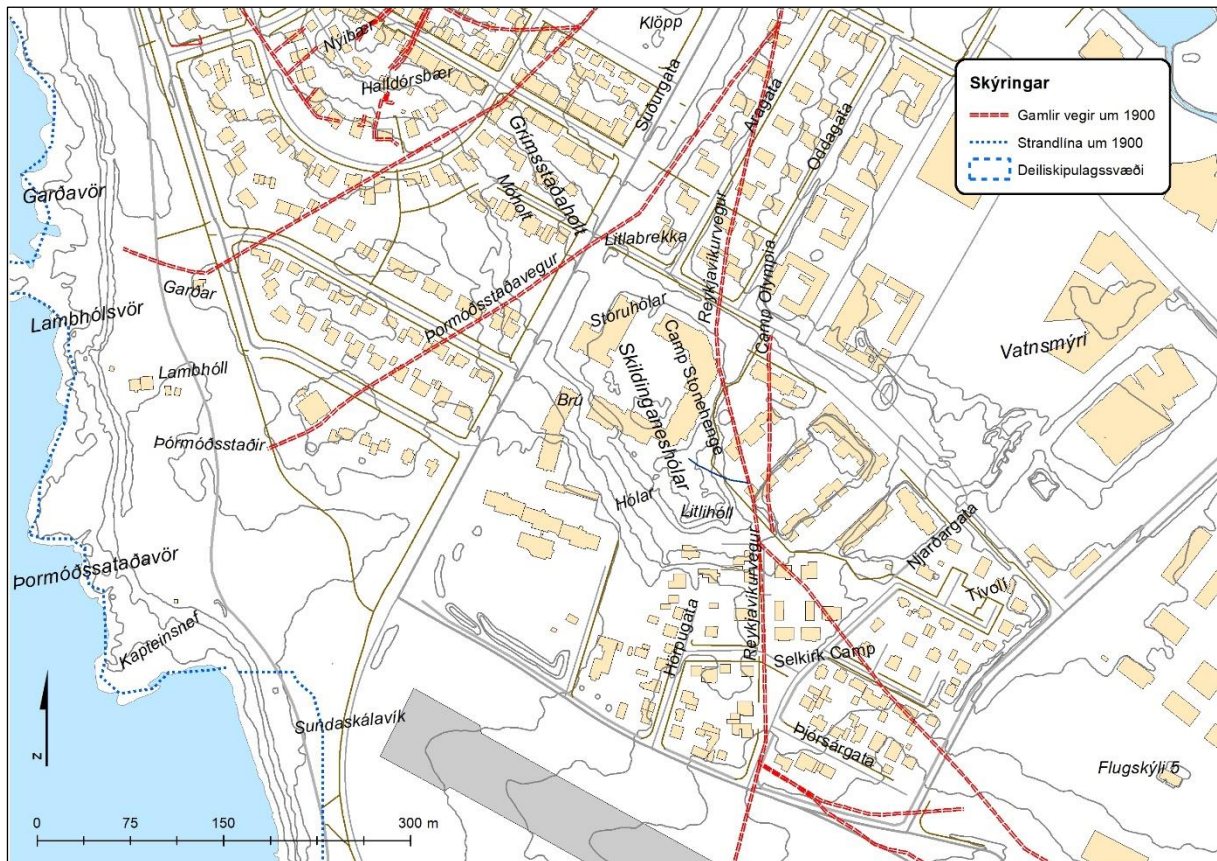 Klöpp
Nýibær
Halldórsbær
Suðurgata
Aragata
Oddagata
Skýringar
Gamlir vegir um 1900
Strandlína um 1900
Deiliskipulagssvæði
Grímsstaðaholt
Móholt
Garðavör
Litlabrekka
Reykjavíkurvegur
Camp Olympia
Þormóðsstaðavegur
Garðar
Lambhólsvör
Stóruhólar
Camp Stonehenge
Skildinganeshólar
Vatnsmýri
Lambhóll
Brú
Þórmóðsstaðir
Hólar
Litlihóll
Njarðargata
Tívolí
Þormóðssataðavör
Kapteinsnef
Hörpugata
Reykjavíkurvegur
Selkirk Camp
Sundaskálavík
Þjórsárgata
Flugskýli 5
N
0 75 150 300 m